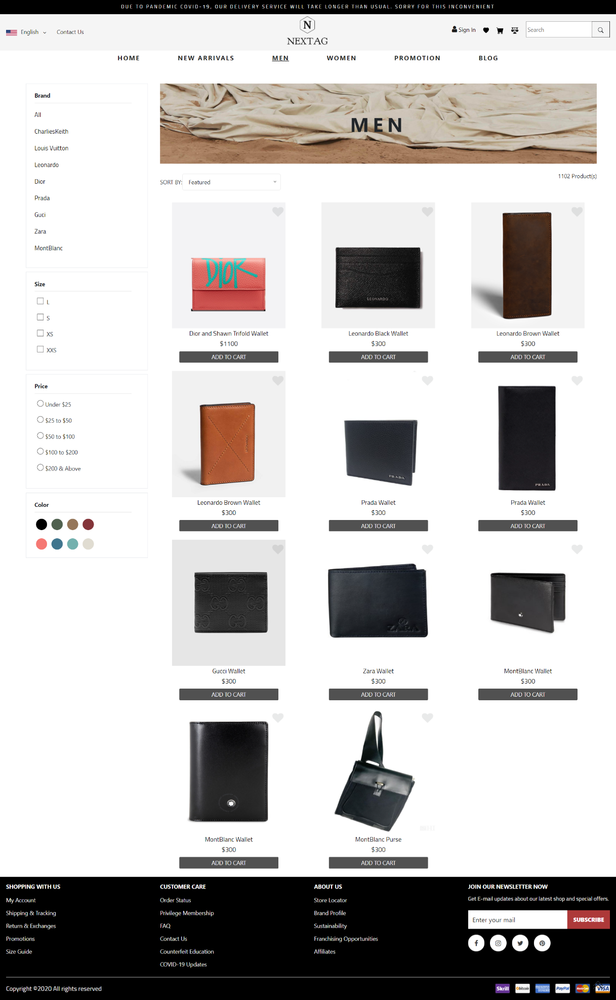 DUE TO PANDEMIC COVID-19, OUR DELIVERY SERVICE WILL TAKE LONGER THAN USUAL. SORRY FOR THIS INCONVENIENT
English
Contact Us
N
NEXTAG
Sign In
Search
HOME
NEW ARRIVALS
MEN
WOMEN
PROMOTION
BLOG
Brand
All
CharliesKeith
Louis Vuitton
Leonardo
Dior
Prada
Guci
Zara
MontBlanc
Size
L
S
XS
XXS
Price
Under $25
$25 to $50
$50 to $100
$100 to $200
$200 & Above
Color
MEN
SORT BY: Featured
1102 Product(s)
DIOR
Dior and Shawn Trifold Wallet
$1100
ADD TO CART
LEONARDO
Leonardo Black Wallet
$300
ADD TO CART
Leonardo Brown Wallet
$300
ADD TO CART
LEONARDO
Leonardo Brown Wallet
$300
ADD TO CART
PRADA
Prada Wallet
$300
ADD TO CART
PRADA
Prada Wallet
$300
ADD TO CART
Gucci Wallet
$300
ADD TO CART
ZARA
Zara Wallet
$300
ADD TO CART
MontBlanc Wallet
$300
ADD TO CART
MontBlanc Wallet
$300
ADD TO CART
MontBlanc Purse
$300
ADD TO CART
SHOPPING WITH US
My Account
Shipping & Tracking
Return & Exchanges
Promotions
Size Guide
CUSTOMER CARE
Order Status
Privilege Membership
FAQ
Contact Us
Counterfeit Education
COVID-19 Updates
ABOUT US
Store Locator
Brand Profile
Sustainability
Franchising Opportunities
Affiliates
JOIN OUR NEWSLETTER NOW
Get E-mail updates about our latest shop and special offers.
Enter your mail
SUBSCRIBE
Copyright ©2020 All rights reserved
Skrill
bitcoin
AMERICAN EXPRESS
PayPal
MasterCard
VISA